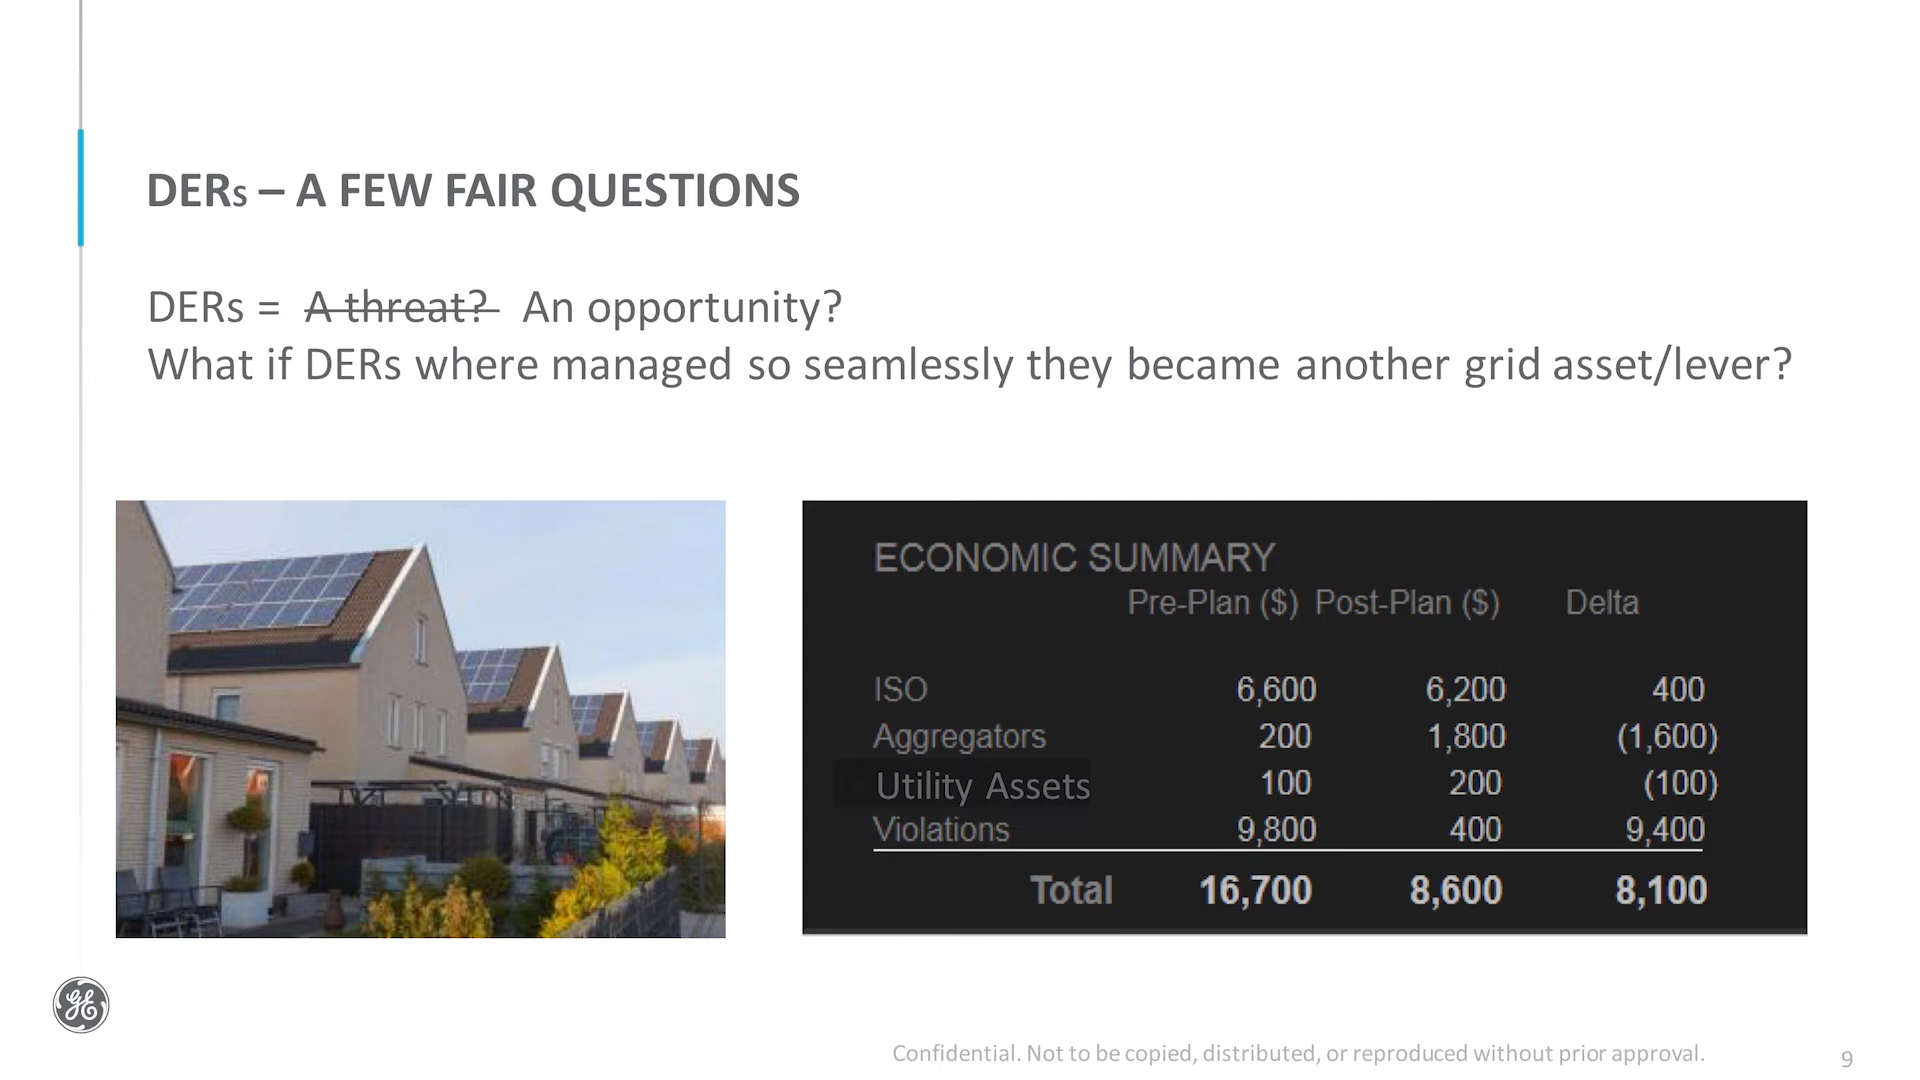 DERs – A FEW FAIR QUESTIONS
DERs = A threat? An opportunity?
What if DERs where managed so seamlessly they became another grid asset/lever?
ECONOMIC SUMMARY
Pre-Plan ($) Post-Plan ($) Delta
ISO 6,600 6,200 400
Aggregators 200 1,800 (1,600)
Utility Assets 100 200 (100)
Violations 9,800 400 9,400
Total 16,700 8,600 8,100
GE
Confidential. Not to be copied, distributed, or reproduced without prior approval.
9